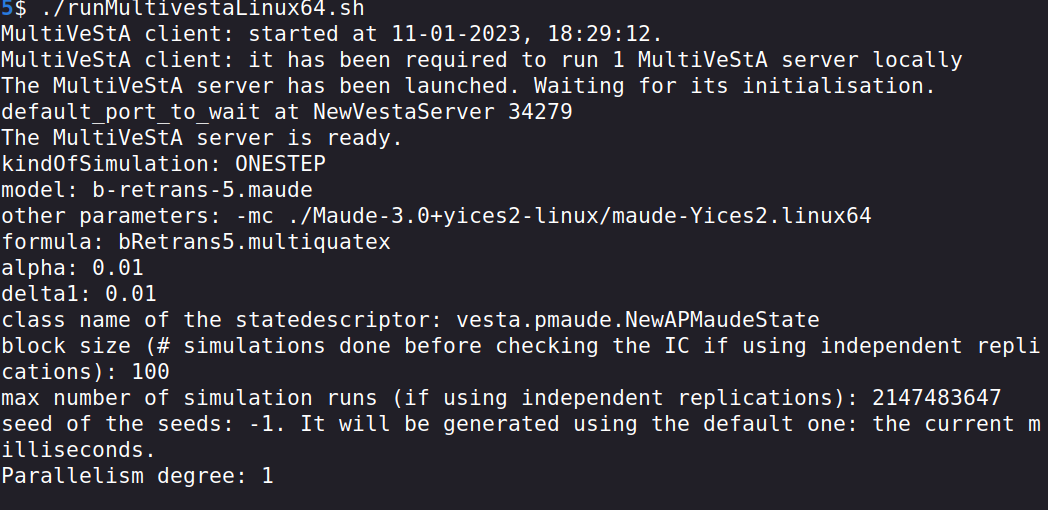 5$ ./runMultivestaLinux64.sh
MultiVeStA client: started at 11-01-2023, 18:29:12.
MultiVeStA client: it has been required to run 1 MultiVeStA server locally
The MultiVeStA server has been launched. Waiting for its initialisation.
default_port_to_wait at NewVestaServer 34279
The MultiVeStA server is ready.
kindOfSimulation: ONESTEP
model: b-retrans-5.maude
other parameters: -mc ./Maude-3.0+yices2-linux/maude-Yices2.linux64
formula: bRetrans5.multiquatex
alpha: 0.01
delta1: 0.01
class name of the statedescriptor: vesta.pmaude.NewAPMaudeState
block size (# simulations done before checking the IC if using independent repli
cations): 100
max number of simulation runs (if using independent replications): 2147483647
seed of the seeds: -1. It will be generated using the default one: the current m
illiseconds.
Parallelism degree: 1